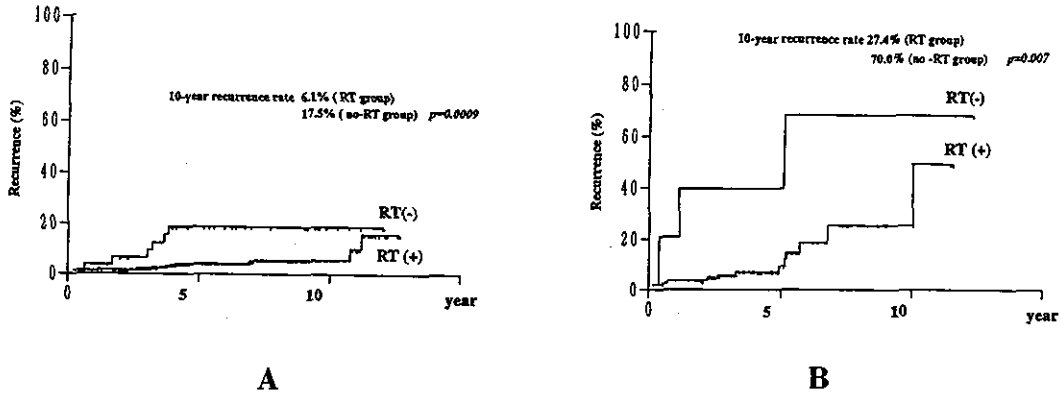 100
80
60
40
20
0
Recurrence (%)
10-year recurrence rate 6.1% (RT group)
17.5% (no-RT group) p=0.0009
RT(-)
RT (+)
0
5
10
year
A
100
80
60
40
20
0
Recurrence (%)
10-year recurrence rate 27.4% (RT group)
70.0% (no-RT group) p=0.007
RT(-)
RT (+)
0
5
10
year
B